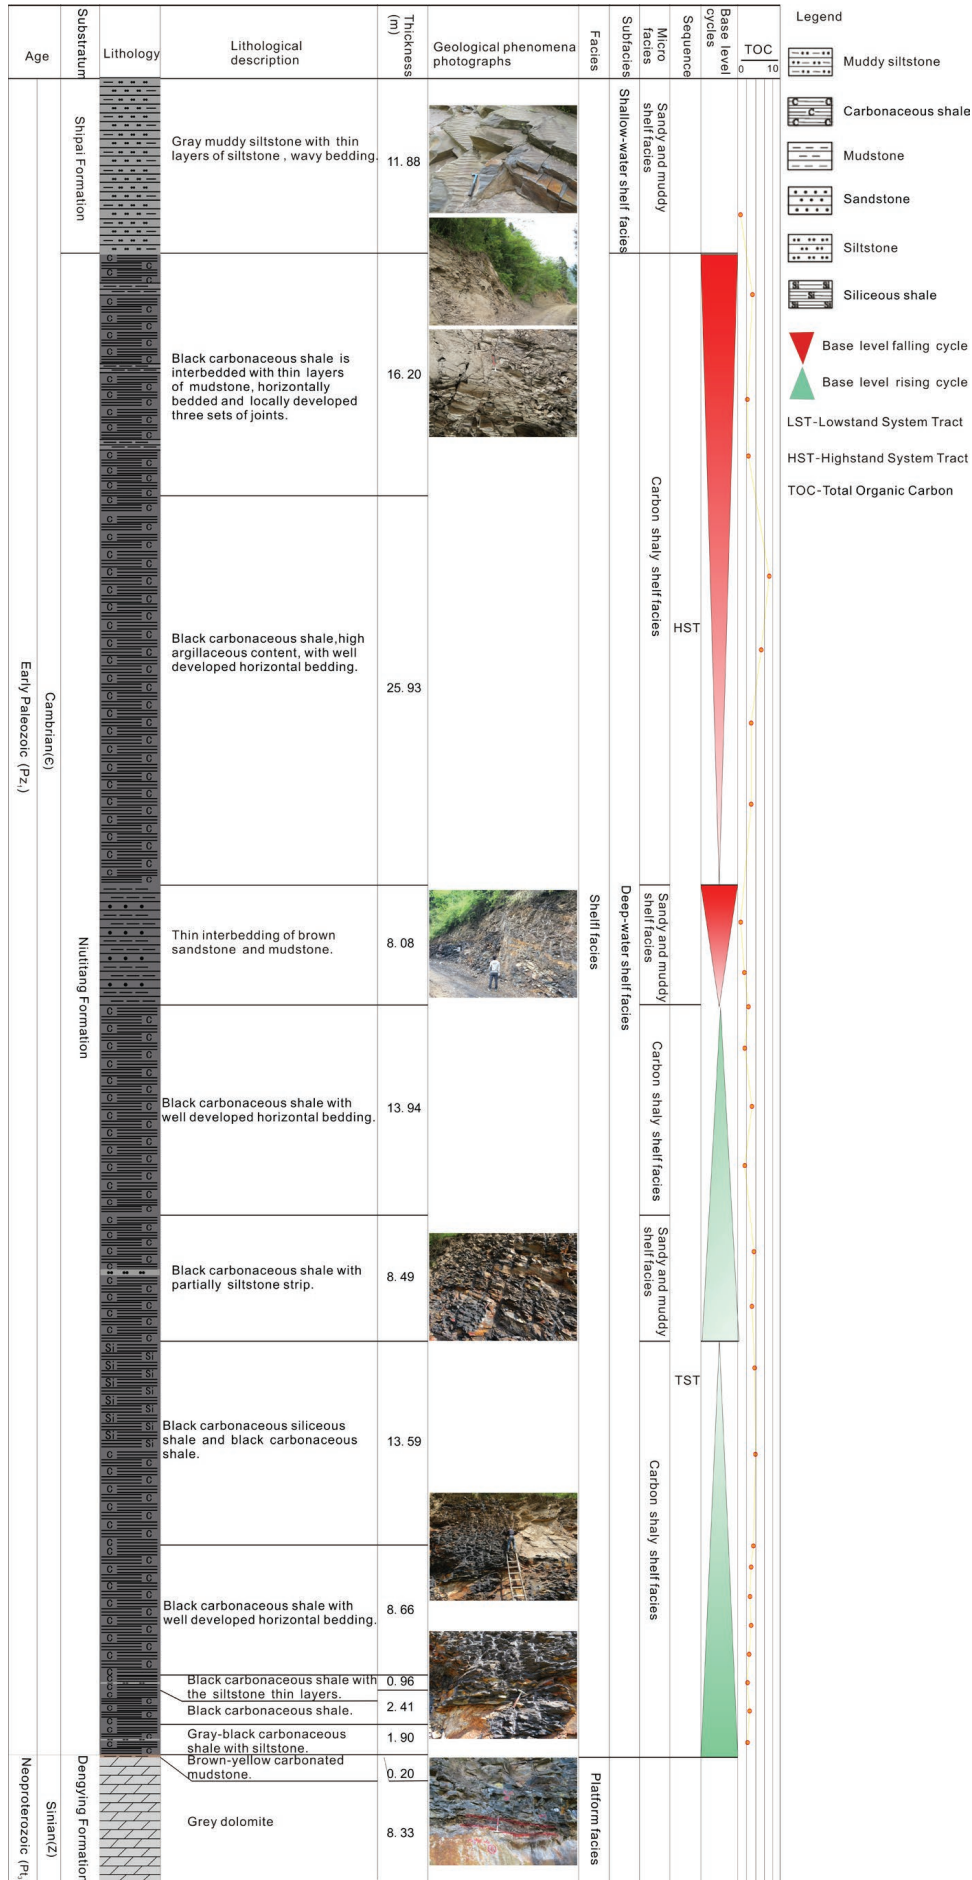 Age
Substratum
Lithology
Lithological
description
Thickness
(m)
Geological phenomena
photographs
Facies
Subfacies
Micro
facies
Sequence
Base level
cycles
TOC
0 10
Legend
Muddy siltstone
Carbonaceous shale
Mudstone
Sandstone
Siltstone
Siliceous shale
Base level falling cycle
Base level rising cycle
LST-Lowstand System Tract
HST-Highstand System Tract
TOC-Total Organic Carbon
Early Paleozoic (Pz₁)
Cambrian(Є)
Shipai Formation
Gray muddy siltstone with thin
layers of siltstone , wavy bedding.
11. 88
Shallow-water shelf facies
Sandy and muddy
shelf facies
Niutitang Formation
Black carbonaceous shale is
interbedded with thin layers
of mudstone, horizontally
bedded and locally developed
three sets of joints.
16. 20
Black carbonaceous shale,high
argillaceous content, with well
developed horizontal bedding.
25. 93
Carbon shaly shelf facies
HST
Thin interbedding of brown
sandstone and mudstone.
8. 08
Shelfl facies
Deep-water shelf facies
Sandy and muddy
shelf facies
Black carbonaceous shale with
well developed horizontal bedding.
13. 94
Carbon shaly shelf facies
Black carbonaceous shale with
partially siltstone strip.
8. 49
Sandy and muddy
shelf facies
TST
Black carbonaceous siliceous
shale and black carbonaceous
shale.
13. 59
Carbon shaly shelf facies
Black carbonaceous shale with
well developed horizontal bedding.
8. 66
Black carbonaceous shale with
the siltstone thin layers.
0. 96
Black carbonaceous shale.
2. 41
Gray-black carbonaceous
shale with siltstone.
1. 90
Brown-yellow carbonated
mudstone.
0. 20
Neoproterozoic (Pt
Sinian(Z)
Dengying Formation
Grey dolomite
8. 33
Platform facies